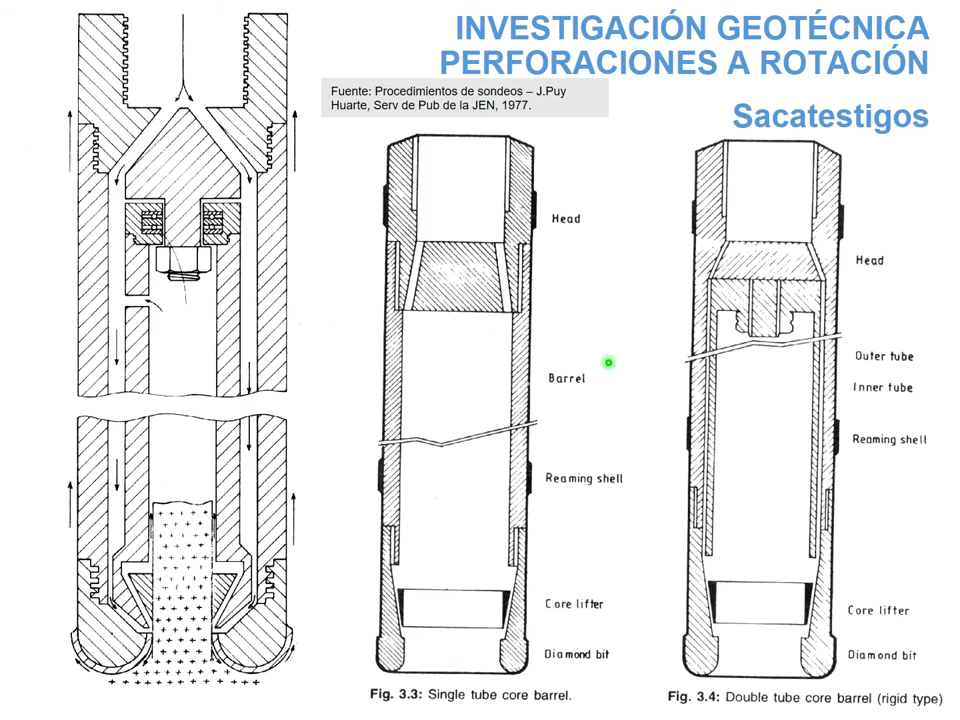 INVESTIGACIÓN GEOTÉCNICA
PERFORACIONES A ROTACIÓN
Sacatestigos
Fuente: Procedimientos de sondeos – J.Puy
Huarte, Serv de Pub de la JEN, 1977.
Head
Barrel
Reaming shell
Core lifter
Diamond bit
Fig. 3.3: Single tube core barrel.
Head
Outer tube
Inner tube
Reaming shell
Core lifter
Diamond bit
Fig. 3.4: Double tube core barrel (rigid type)